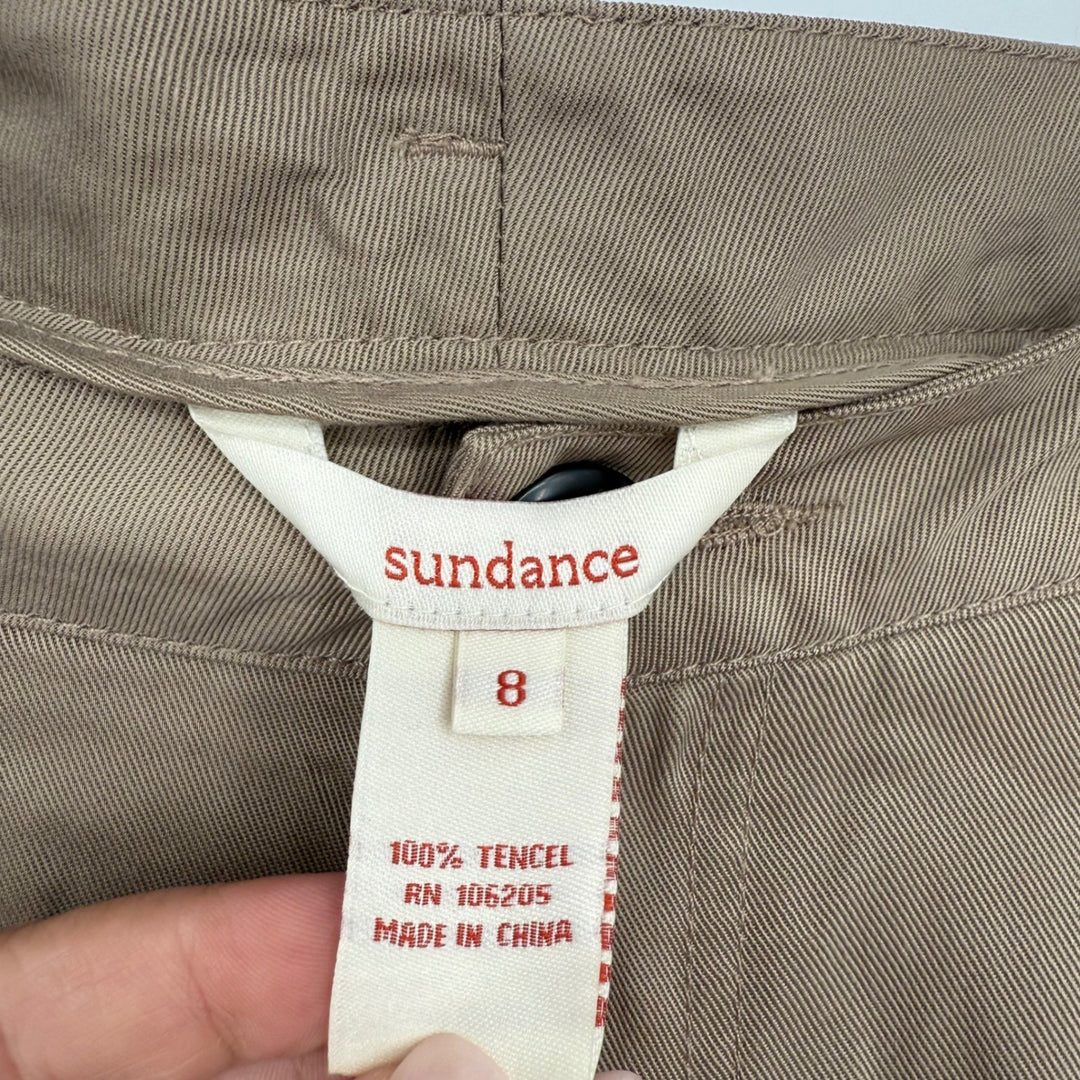 sundance
8
100% TENCEL
RN 106205
MADE IN CHINA